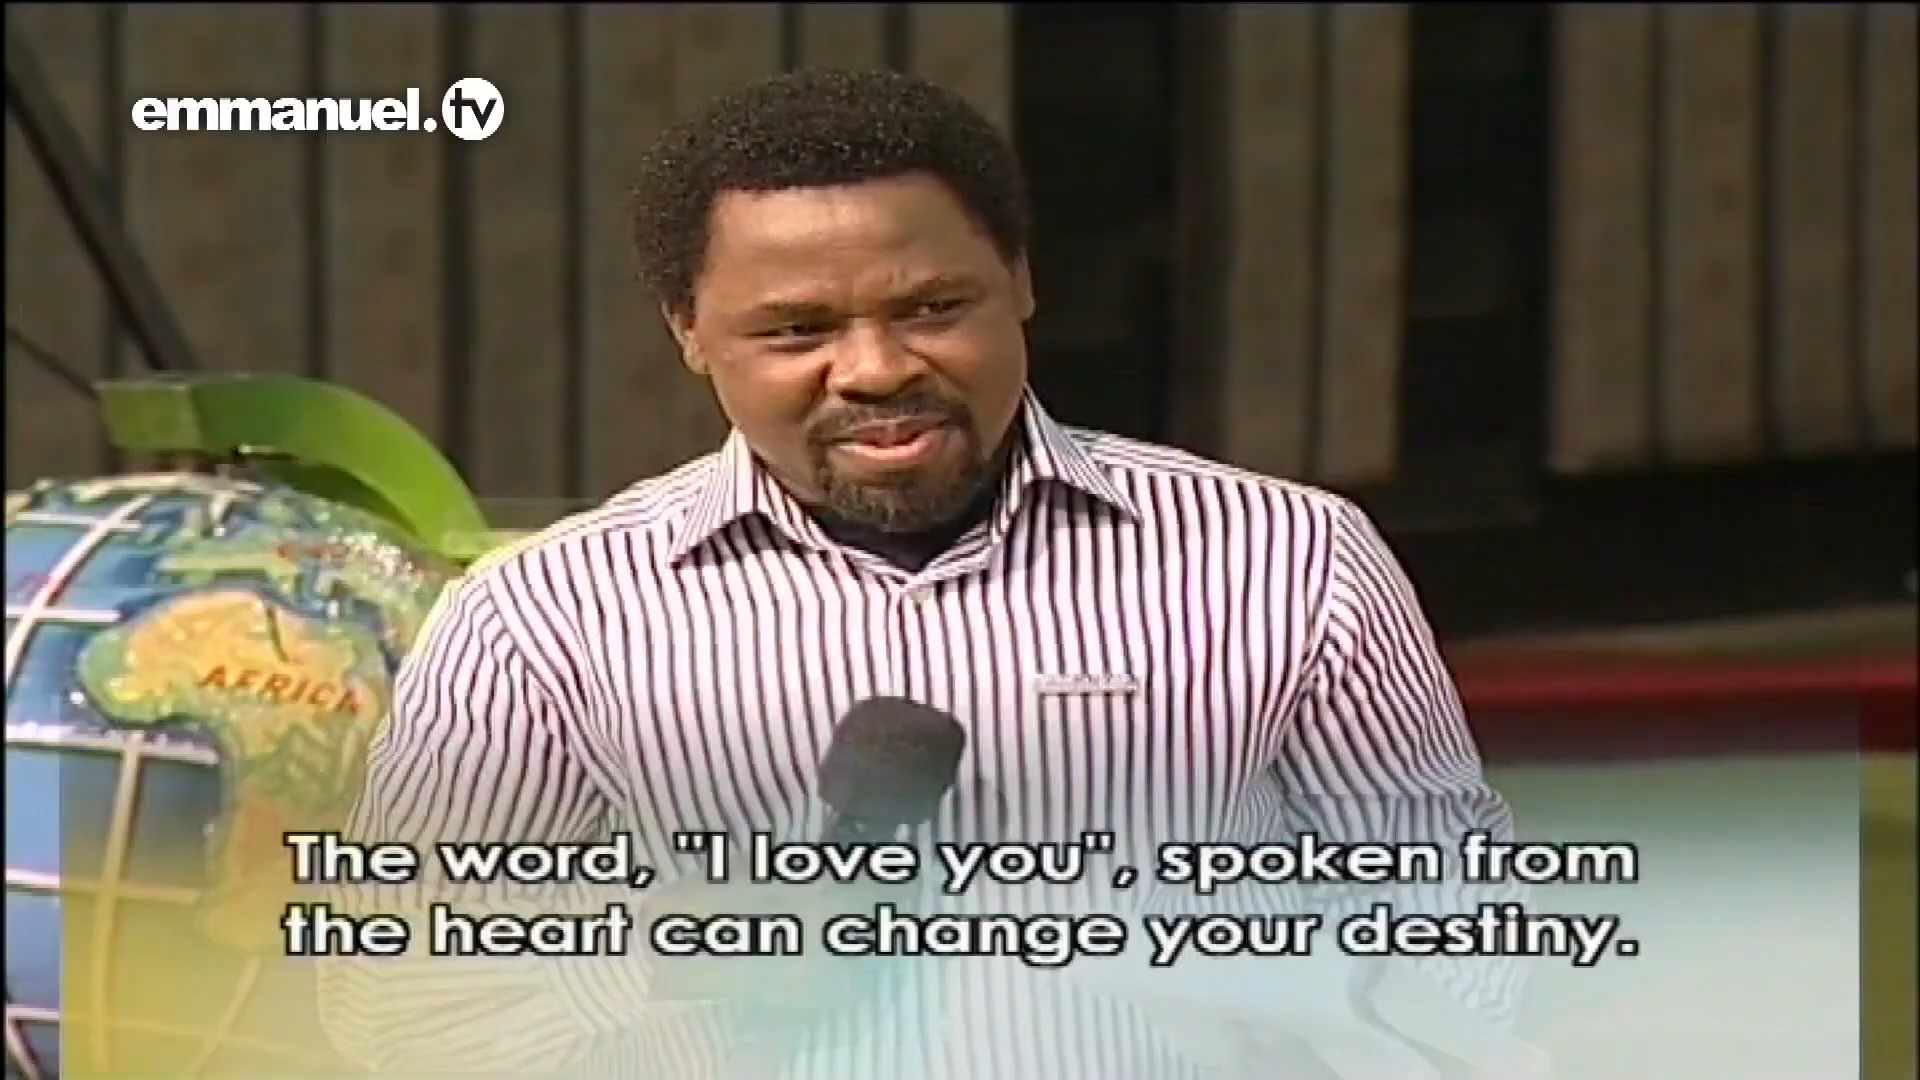 emmanuel.tv
AFRICA
The word, "I love you", spoken from
the heart can change your destiny.